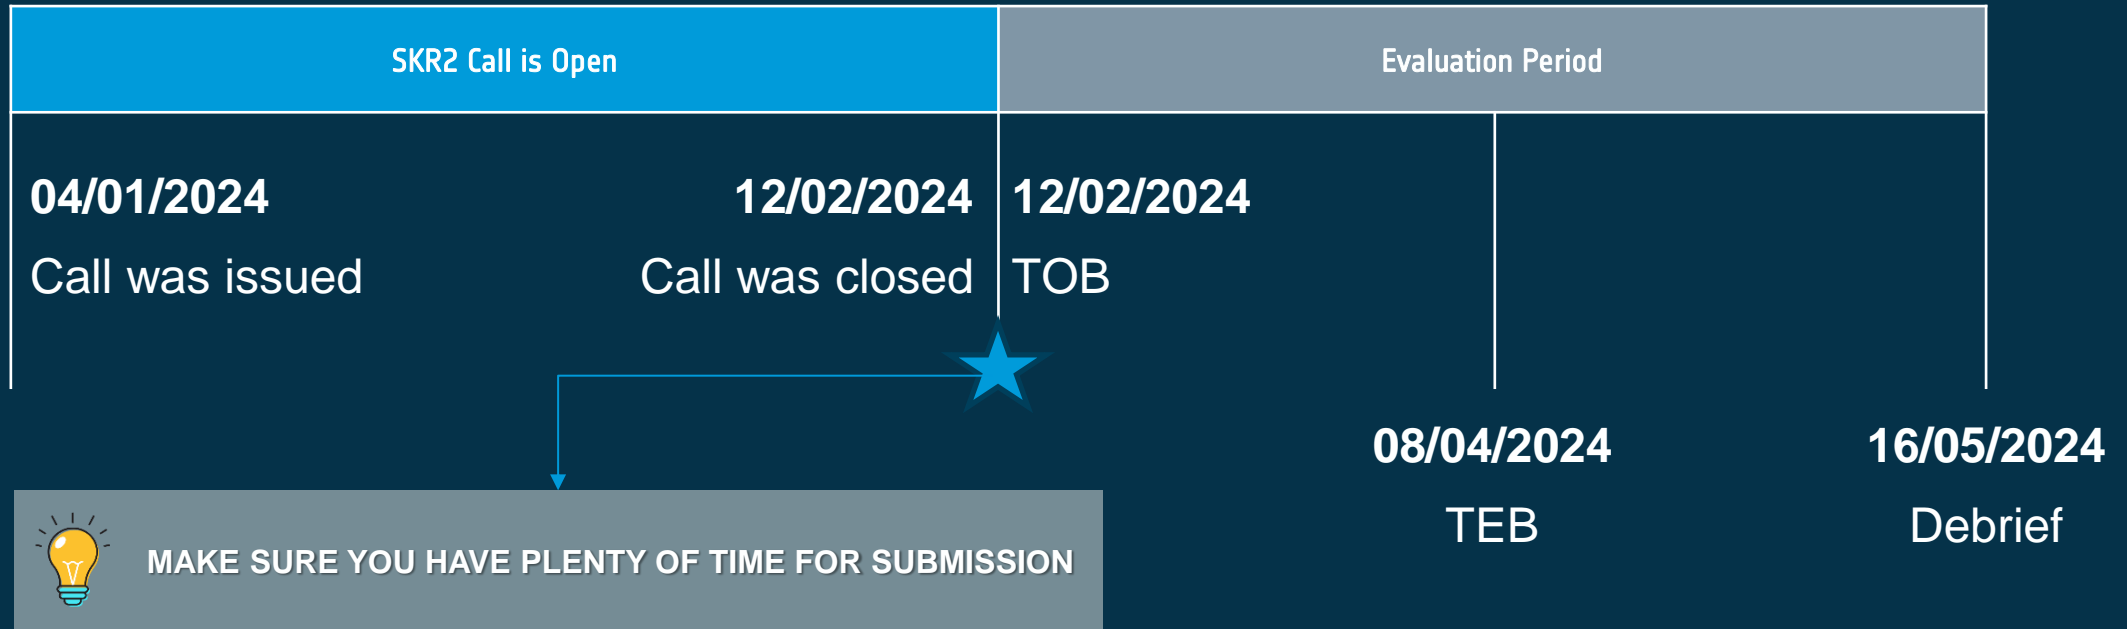 SKR2 Call is Open
Evaluation Period
04/01/2024
Call was issued
12/02/2024
Call was closed
12/02/2024
TOB
08/04/2024
TEB
16/05/2024
Debrief
MAKE SURE YOU HAVE PLENTY OF TIME FOR SUBMISSION